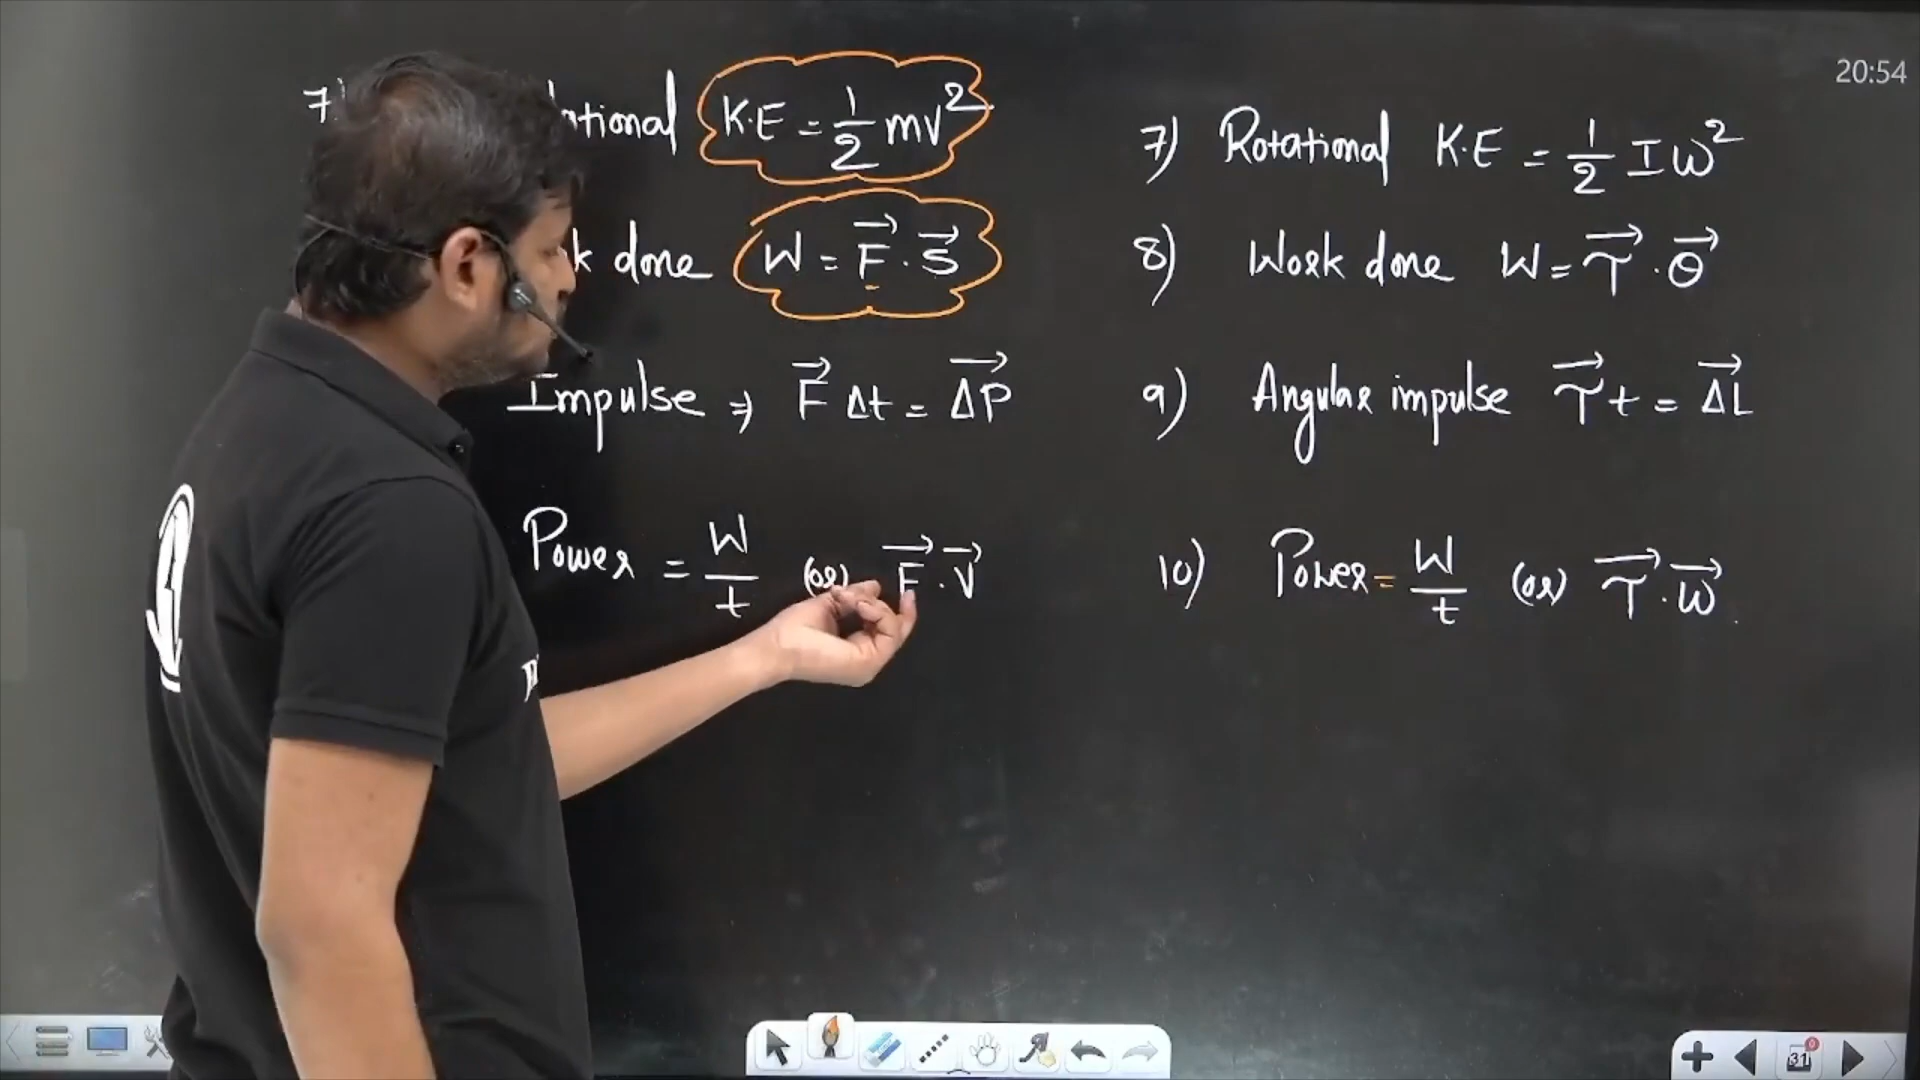 20:54
K.E = 1/2 mv²
7) Rotational K.E = 1/2 Iω²
done W = F⃗ . S⃗
8) Work done W = τ⃗ . θ⃗
Impulse ⇒ F⃗ Δt = ΔP⃗
9) Angular impulse τ⃗ t = ΔL⃗
Power = W/t (or) F⃗ . V⃗
10) Power = W/t (or) τ⃗ . ω⃗
31